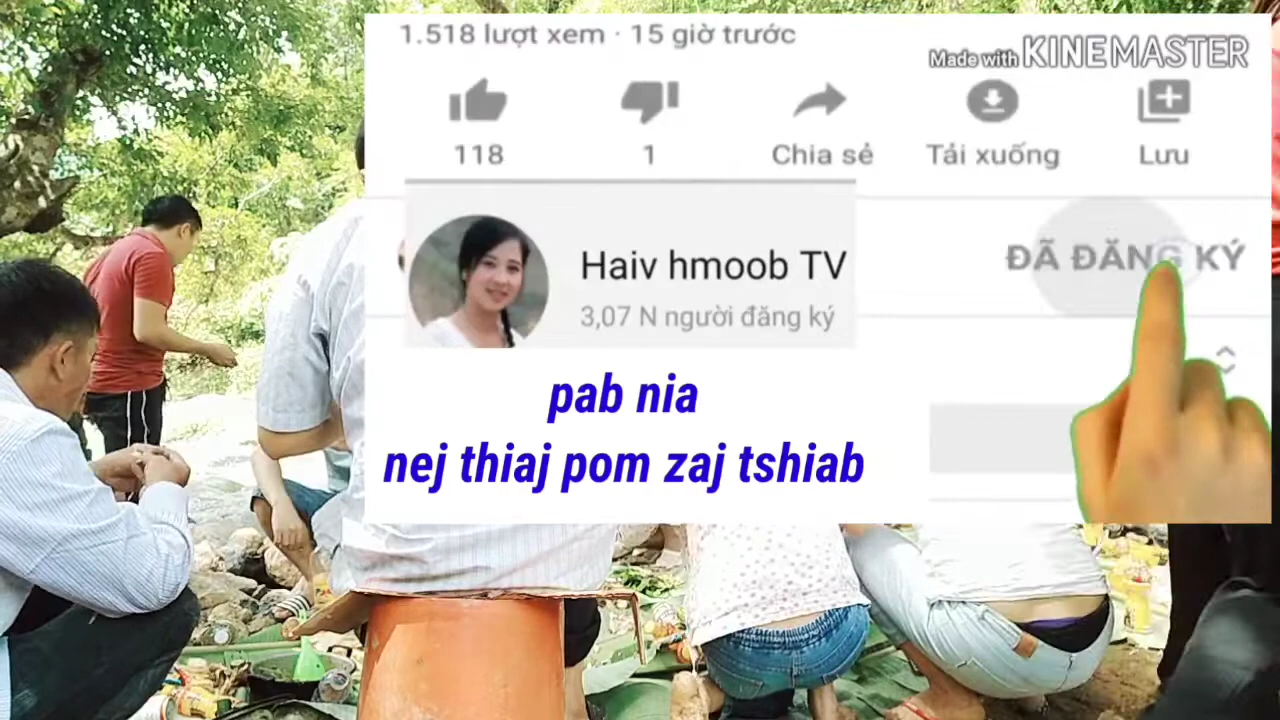 1.518 lượt xem · 15 giờ trước
Made with KINEMASTER
118
1
Chia sẻ
Tải xuống
Lưu
Haiv hmoob TV
3,07 N người đăng ký
ĐÃ ĐĂNG KÝ
pab nia
nej thiaj pom zaj tshiab